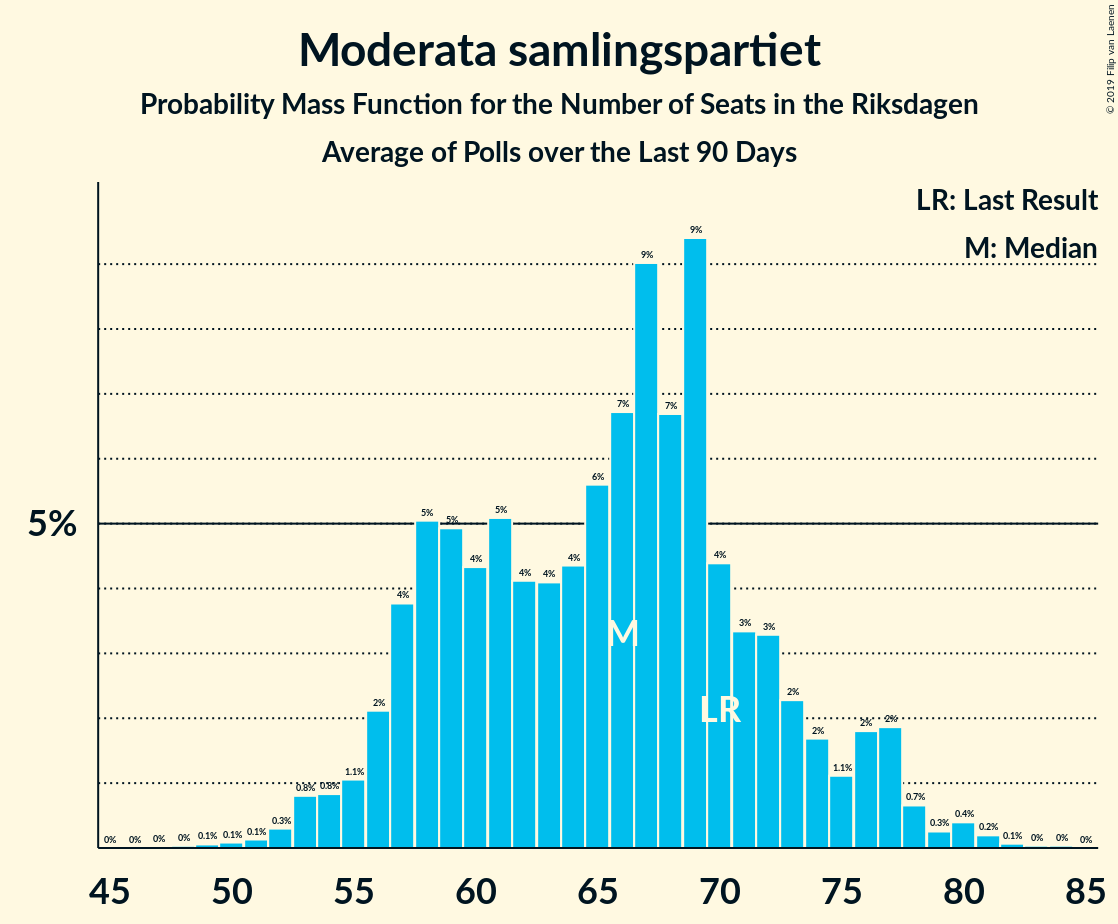 Moderata samlingspartiet
Probability Mass Function for the Number of Seats in the Riksdagen
Average of Polls over the Last 90 Days
© 2019 Filip van Laenen
LR: Last Result
M: Median
5%
0% 0% 0% 0% 0.1% 0.1% 0.1% 0.3% 0.8% 0.8% 1.1% 2% 4% 5% 5% 4% 5% 4% 4% 4% 6% 7% 9% 7% 9% 4% 3% 3% 2% 2% 1.1% 2% 2% 0.7% 0.3% 0.4% 0.2% 0.1% 0% 0% 0%
M
LR
45 50 55 60 65 70 75 80 85